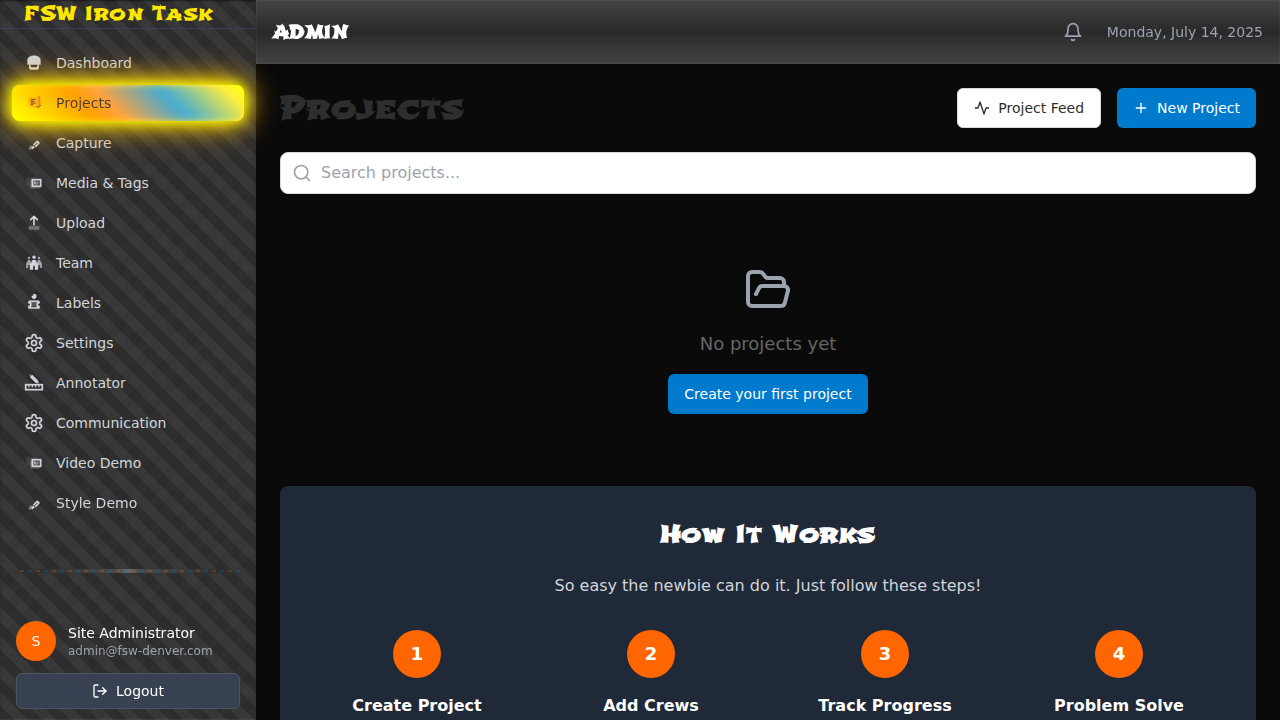 FSW Iron Task
Dashboard
Projects
Capture
Media & Tags
Upload
Team
Labels
Settings
Annotator
Communication
Video Demo
Style Demo
S
Site Administrator
admin@fsw-denver.com
Logout
Admin
Monday, July 14, 2025
Projects
Project Feed
New Project
Search projects...
No projects yet
Create your first project
How It Works
So easy the newbie can do it. Just follow these steps!
1
Create Project
2
Add Crews
3
Track Progress
4
Problem Solve